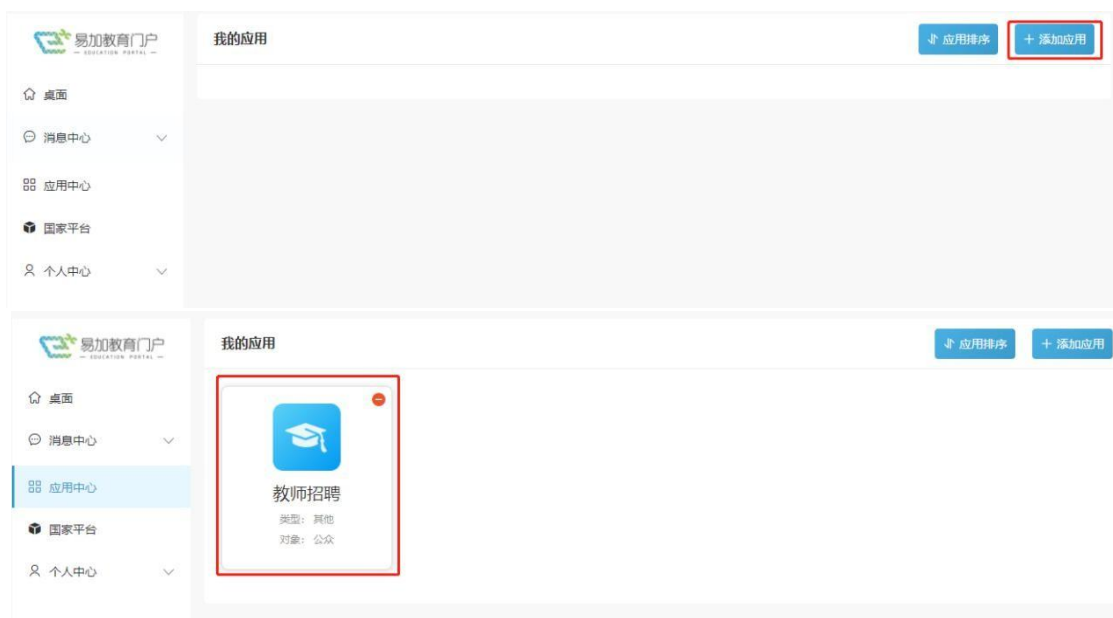 易加教育门户
— EDUCATION PORTAL —
我的应用
应用排序
+ 添加应用
桌面
消息中心
应用中心
国家平台
个人中心
易加教育门户
— EDUCATION PORTAL —
我的应用
应用排序
+ 添加应用
桌面
消息中心
应用中心
国家平台
个人中心
教师招聘
类型：其他
对象：公众